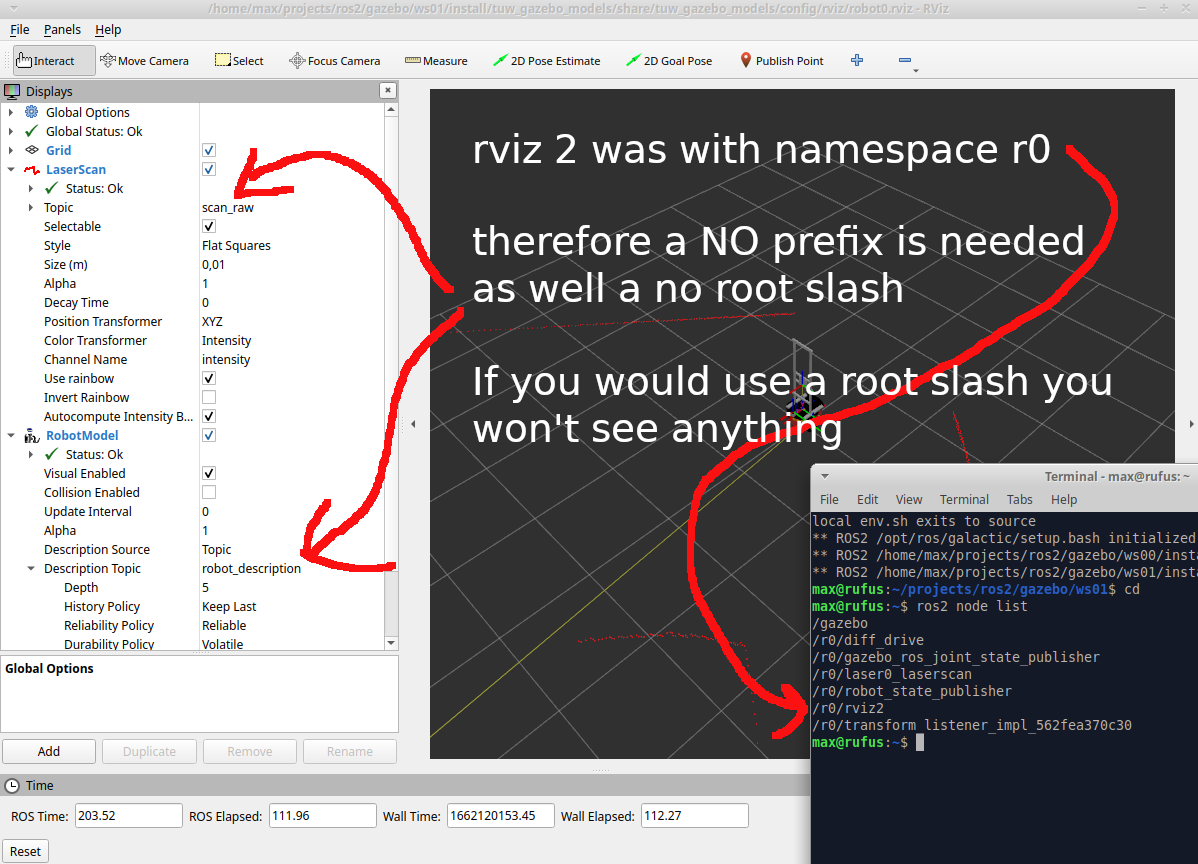 /home/max/projects/ros2/gazebo/ws01/install/tuw_gazebo_models/share/tuw_gazebo_models/config/rviz/robot0.rviz - RViz
File Panels Help
Interact Move Camera Select Focus Camera Measure 2D Pose Estimate 2D Goal Pose Publish Point
Displays
Global Options
Global Status: Ok
Grid
LaserScan
Status: Ok
Topic scan_raw
Selectable
Style Flat Squares
Size (m) 0,01
Alpha 1
Decay Time 0
Position Transformer XYZ
Color Transformer Intensity
Channel Name intensity
Use rainbow
Invert Rainbow
Autocompute Intensity B...
RobotModel
Status: Ok
Visual Enabled
Collision Enabled
Update Interval 0
Alpha 1
Description Source Topic
Description Topic robot_description
Depth 5
History Policy Keep Last
Reliability Policy Reliable
Durability Policy Volatile
Global Options
Add Duplicate Remove Rename
rviz 2 was with namespace r0
therefore a NO prefix is needed
as well a no root slash
If you would use a root slash you
won't see anything
Terminal - max@rufus: ~
File Edit View Terminal Tabs Help
local env.sh exits to source
** ROS2 /opt/ros/galactic/setup.bash initialized
** ROS2 /home/max/projects/ros2/gazebo/ws00/insta
** ROS2 /home/max/projects/ros2/gazebo/ws01/insta
max@rufus:~/projects/ros2/gazebo/ws01$ cd
max@rufus:~$ ros2 node list
/gazebo
/r0/diff_drive
/r0/gazebo_ros_joint_state_publisher
/r0/laser0_laserscan
/r0/robot_state_publisher
/r0/rviz2
/r0/transform_listener_impl_562fea370c30
max@rufus:~$
Time
ROS Time: 203.52 ROS Elapsed: 111.96 Wall Time: 1662120153.45 Wall Elapsed: 112.27
Reset